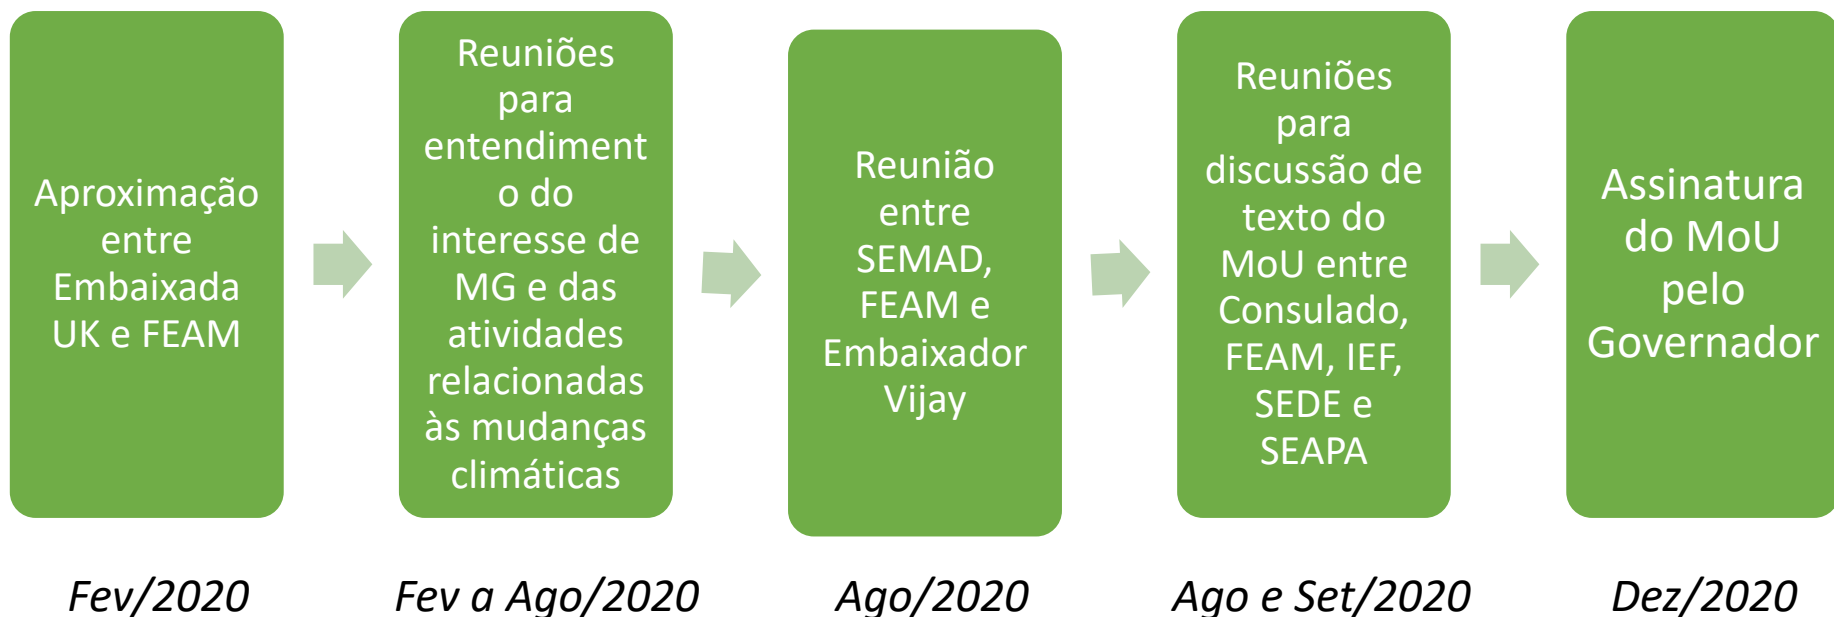 Aproximação
entre
Embaixada
UK e FEAM
Reuniões
para
entendiment
o do
interesse de
MG e das
atividades
relacionadas
às mudanças
climáticas
Reunião
entre
SEMAD,
FEAM e
Embaixador
Vijay
Reuniões
para
discussão de
texto do
MoU entre
Consulado,
FEAM, IEF,
SEDE e
SEAPA
Assinatura
do MoU
pelo
Governador
Fev/2020
Fev a Ago/2020
Ago/2020
Ago e Set/2020
Dez/2020